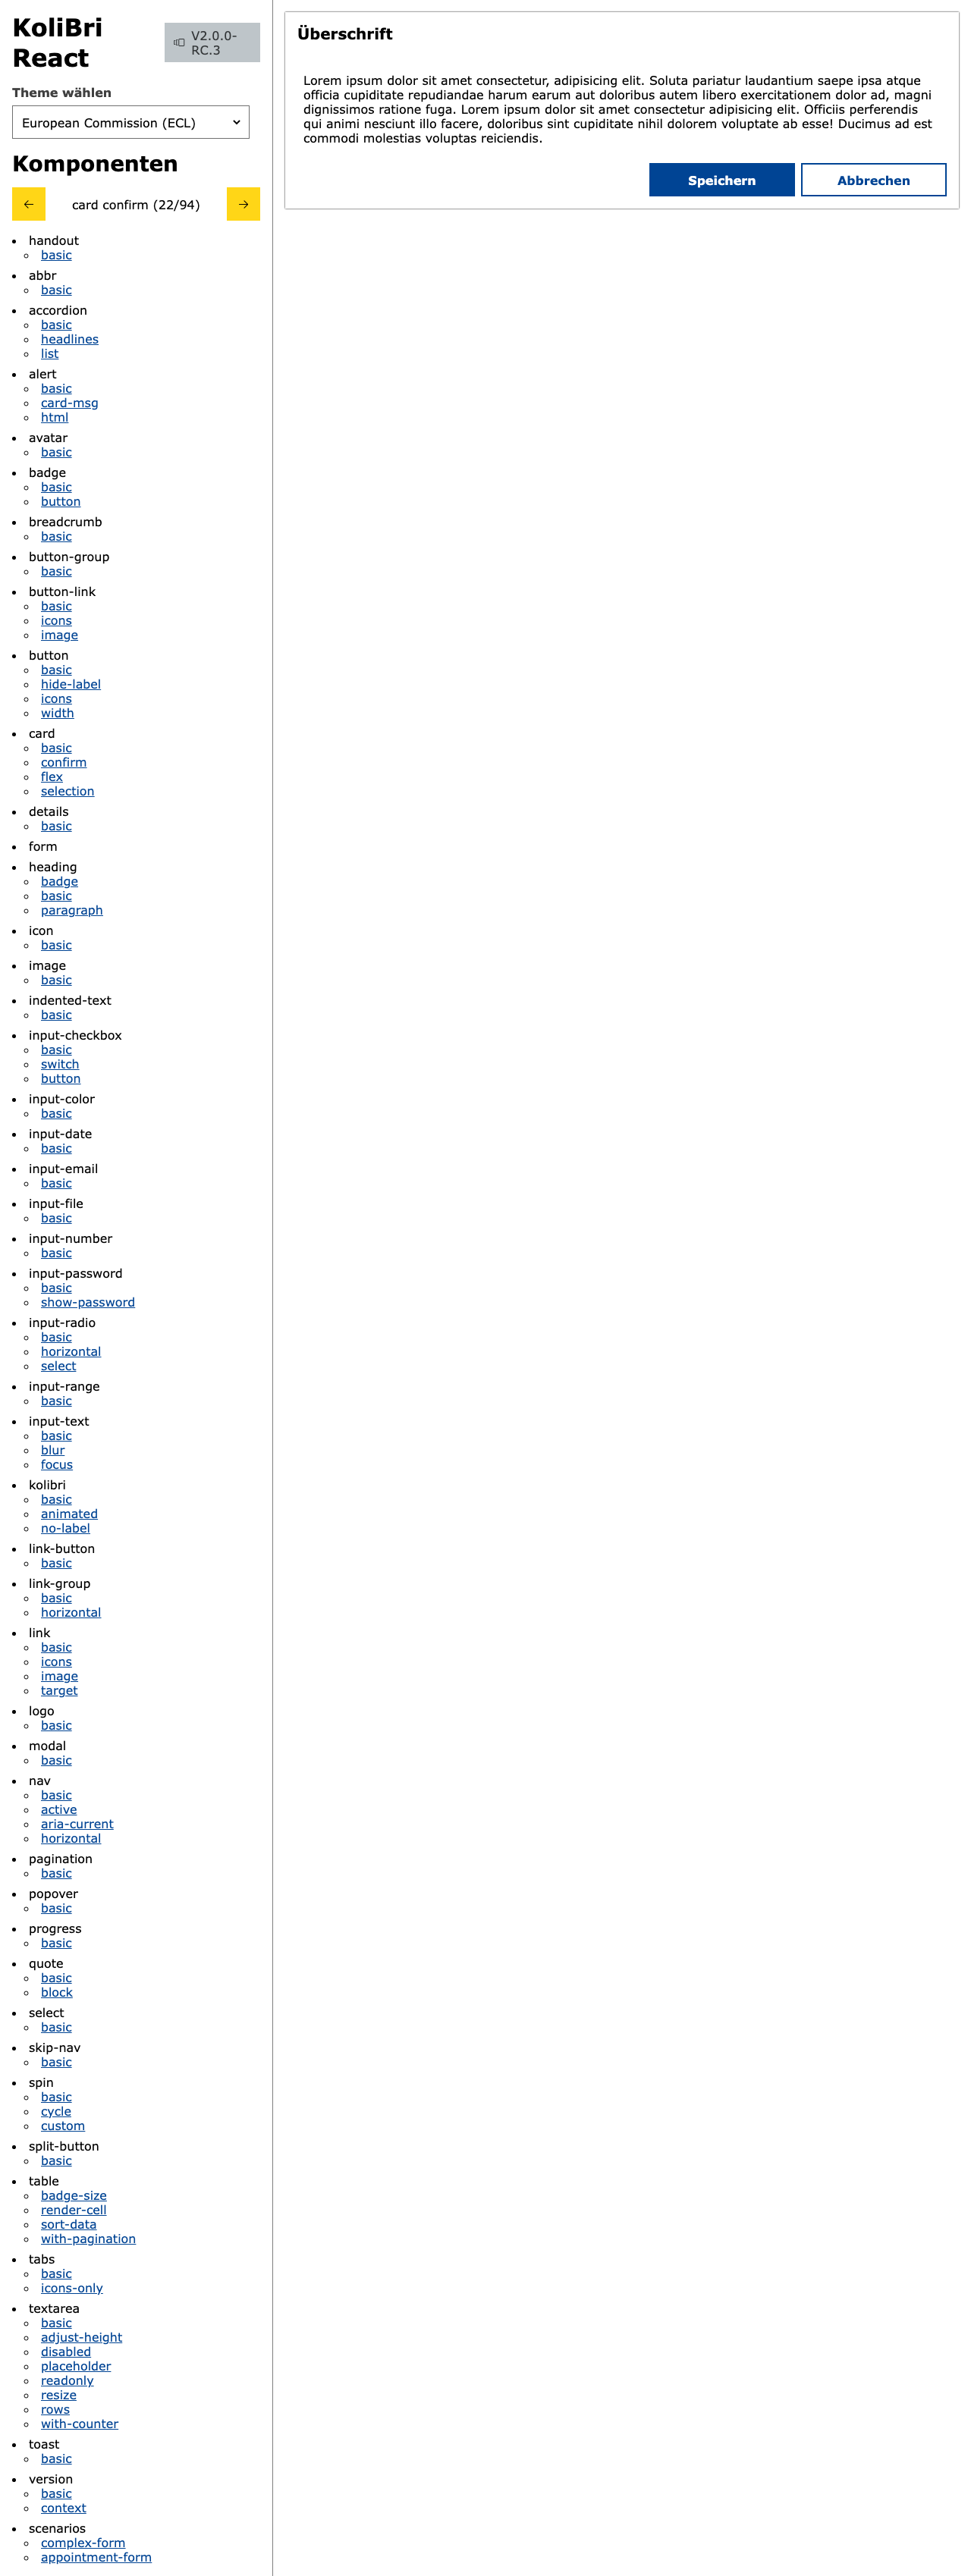 KoliBri
React
V2.0.0-
RC.3
Theme wählen
European Commission (ECL)
Komponenten
card confirm (22/94)
handout
basic
abbr
basic
accordion
basic
headlines
list
alert
basic
card-msg
html
avatar
basic
badge
basic
button
breadcrumb
basic
button-group
basic
button-link
basic
icons
image
button
basic
hide-label
icons
width
card
basic
confirm
flex
selection
details
basic
form
heading
badge
basic
paragraph
icon
basic
image
basic
indented-text
basic
input-checkbox
basic
switch
button
input-color
basic
input-date
basic
input-email
basic
input-file
basic
input-number
basic
input-password
basic
show-password
input-radio
basic
horizontal
select
input-range
basic
input-text
basic
blur
focus
kolibri
basic
animated
no-label
link-button
basic
link-group
basic
horizontal
link
basic
icons
image
target
logo
basic
modal
basic
nav
basic
active
aria-current
horizontal
pagination
basic
popover
basic
progress
basic
quote
basic
block
select
basic
skip-nav
basic
spin
basic
cycle
custom
split-button
basic
table
badge-size
render-cell
sort-data
with-pagination
tabs
basic
icons-only
textarea
basic
adjust-height
disabled
placeholder
readonly
resize
rows
with-counter
toast
basic
version
basic
context
scenarios
complex-form
appointment-form
Überschrift
Lorem ipsum dolor sit amet consectetur, adipisicing elit. Soluta pariatur laudantium saepe ipsa atque
officia cupiditate repudiandae harum earum aut doloribus autem libero exercitationem dolor ad, magni
dignissimos ratione fuga. Lorem ipsum dolor sit amet consectetur adipisicing elit. Officiis perferendis
qui animi nesciunt illo facere, doloribus sint cupiditate nihil dolorem voluptate ab esse! Ducimus ad est
commodi molestias voluptas reiciendis.
Speichern
Abbrechen